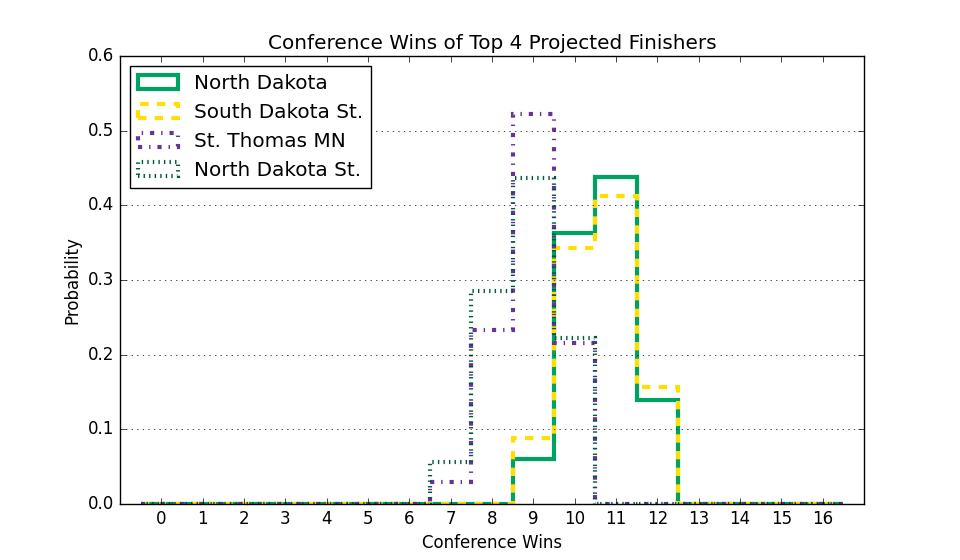 Conference Wins of Top 4 Projected Finishers
0.6
0.5
0.4
0.3
0.2
0.1
0.0
Probability
North Dakota
South Dakota St.
St. Thomas MN
North Dakota St.
0 1 2 3 4 5 6 7 8 9 10 11 12 13 14 15 16
Conference Wins